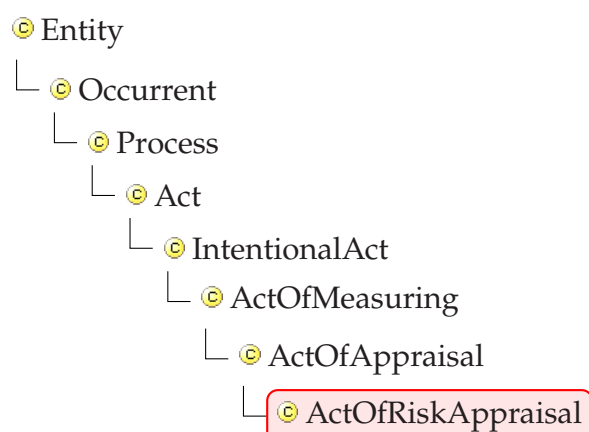 Entity
Occurrent
Process
Act
IntentionalAct
ActOfMeasuring
ActOfAppraisal
ActOfRiskAppraisal